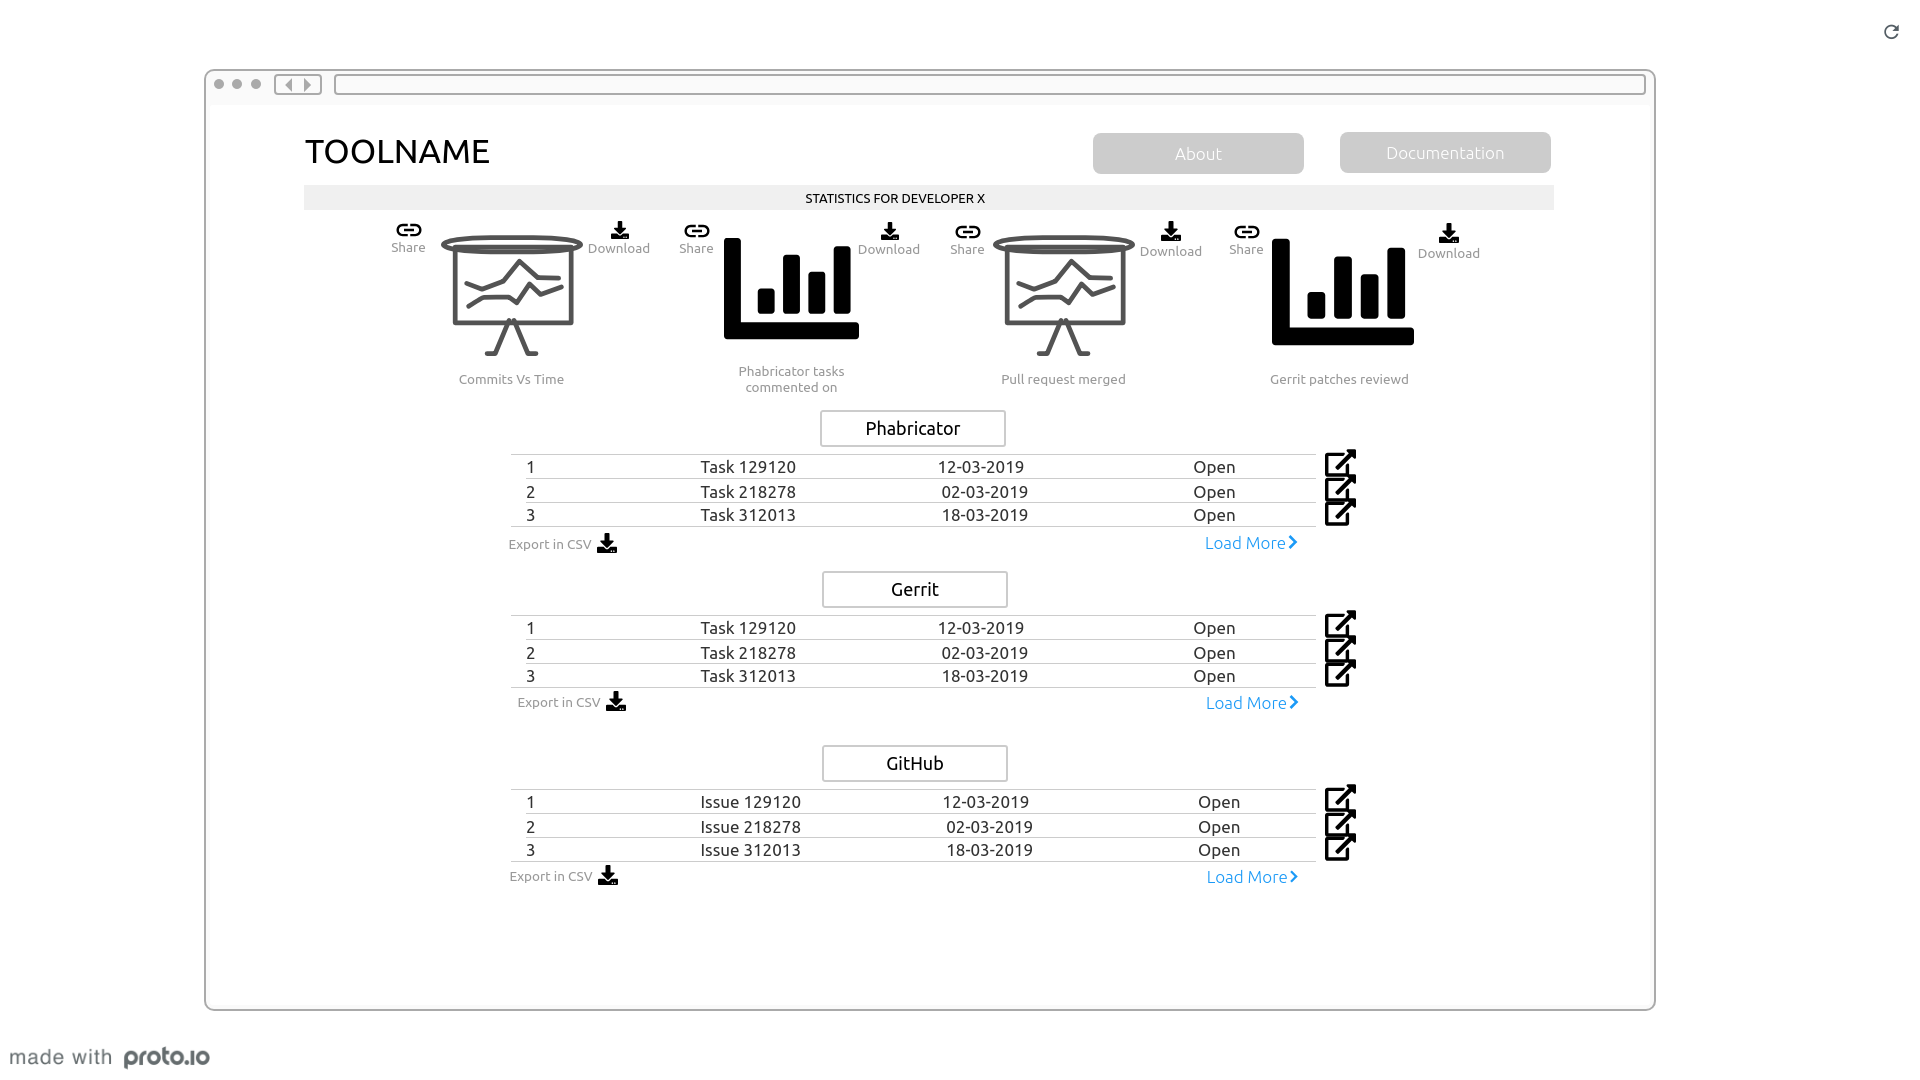 TOOLNAME
About
Documentation
STATISTICS FOR DEVELOPER X
Share
Download
Share
Download
Share
Download
Share
Download
Commits Vs Time
Phabricator tasks
commented on
Pull request merged
Gerrit patches reviewd
Phabricator
1 Task 129120 12-03-2019 Open
2 Task 218278 02-03-2019 Open
3 Task 312013 18-03-2019 Open
Export in CSV
Load More
Gerrit
1 Task 129120 12-03-2019 Open
2 Task 218278 02-03-2019 Open
3 Task 312013 18-03-2019 Open
Export in CSV
Load More
GitHub
1 Issue 129120 12-03-2019 Open
2 Issue 218278 02-03-2019 Open
3 Issue 312013 18-03-2019 Open
Export in CSV
Load More
made with proto.io